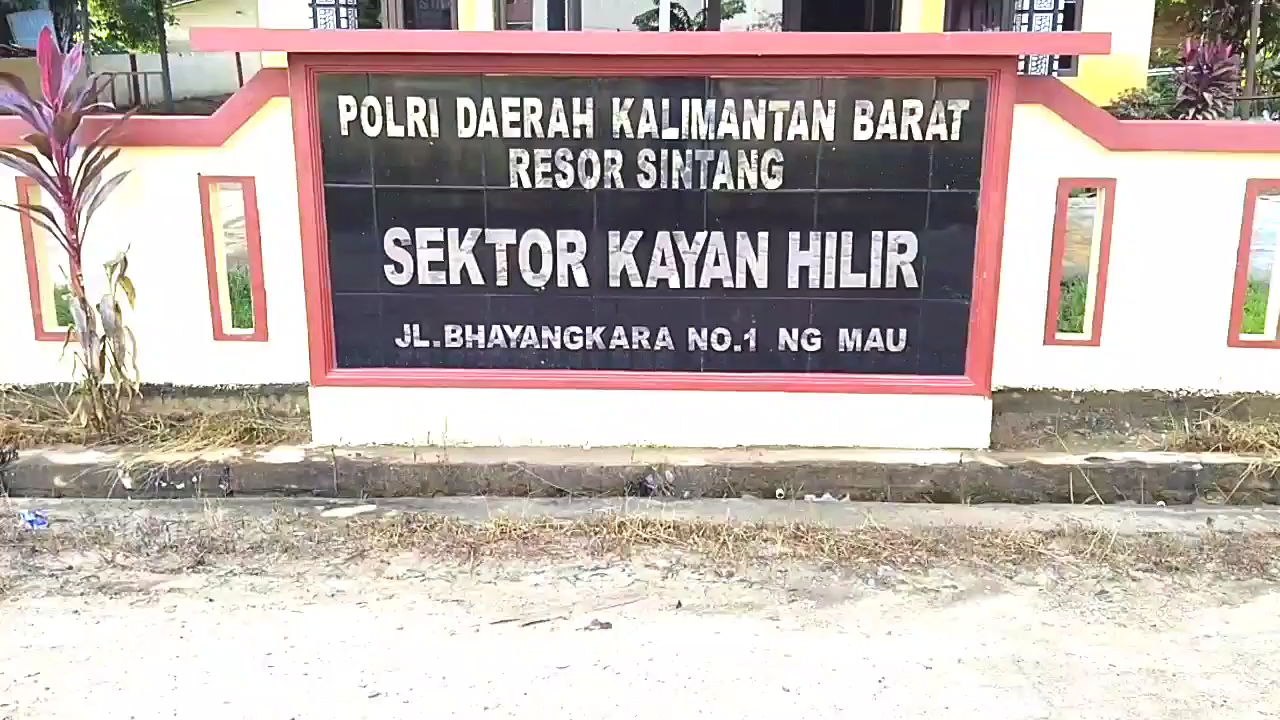 POLRI DAERAH KALIMANTAN BARAT
RESOR SINTANG
SEKTOR KAYAN HILIR
JL.BHAYANGKARA NO.1 NG MAU